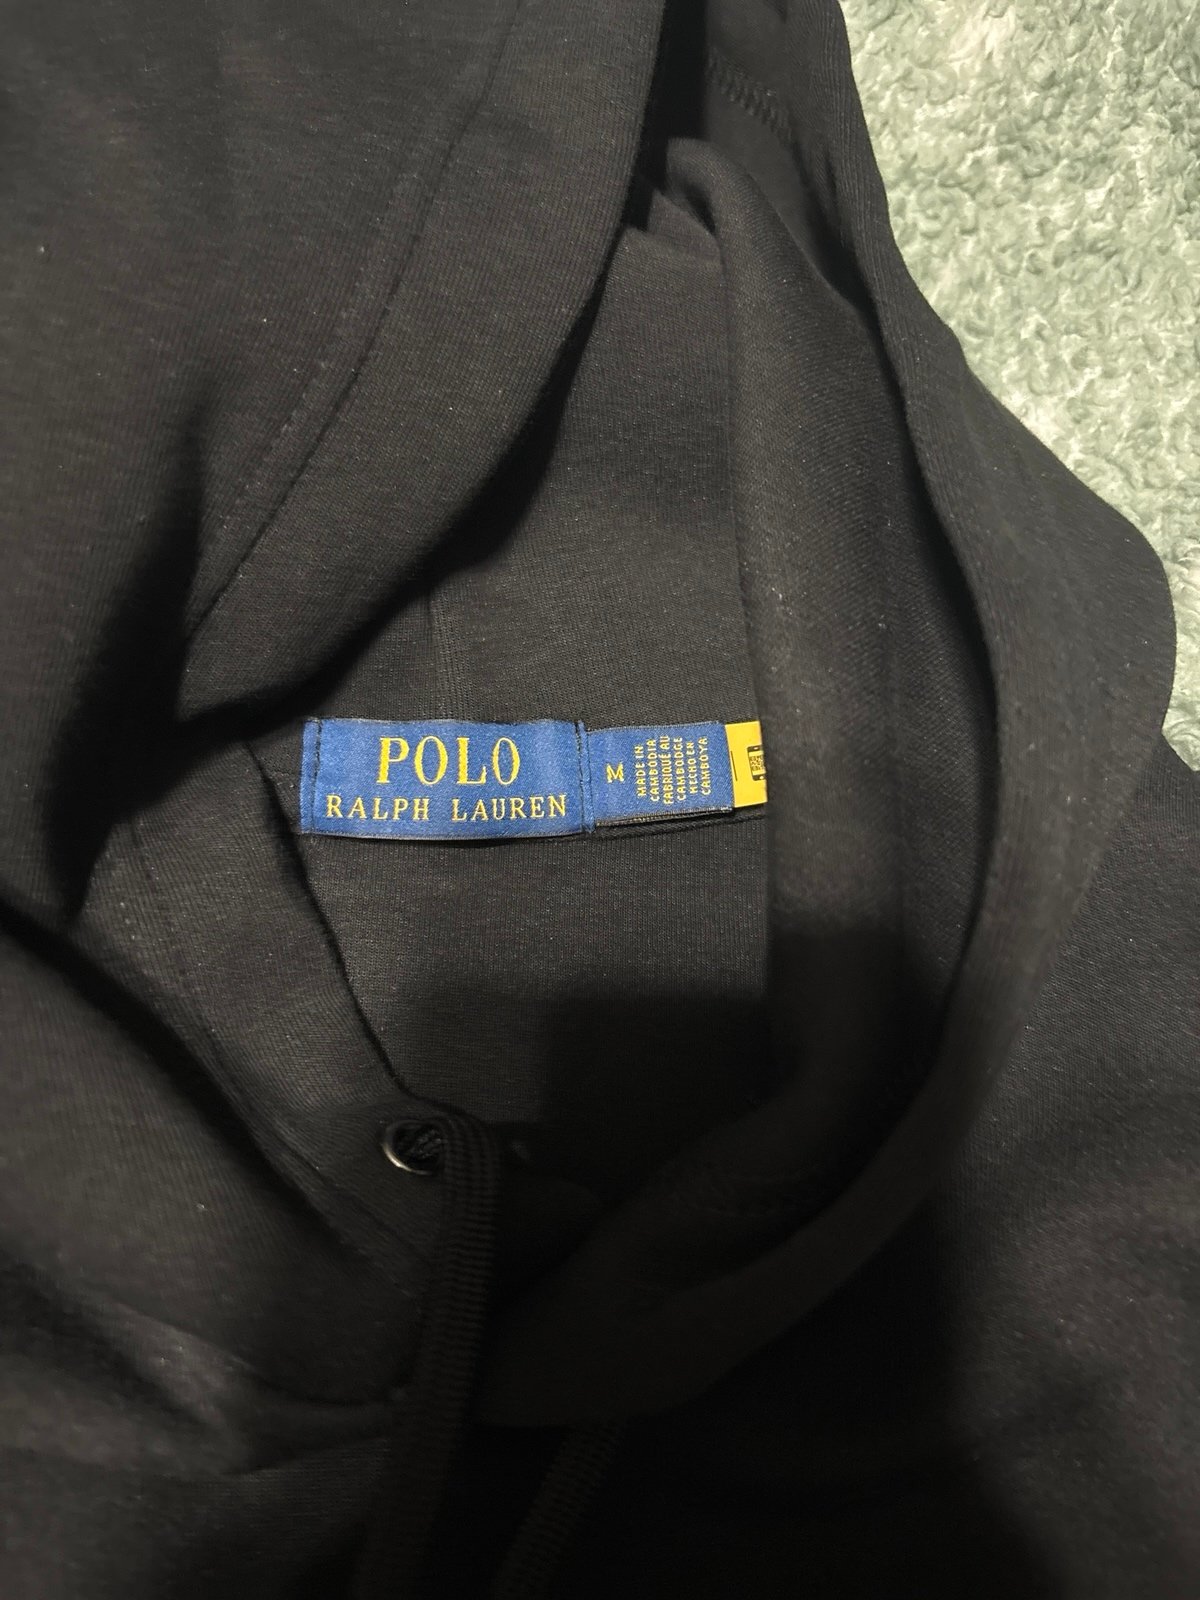 POLO
RALPH LAUREN
M
MADE IN
CAMBODIA
FABRIQUÉ AU
CAMBODGE
HECHO EN
CAMBOYA